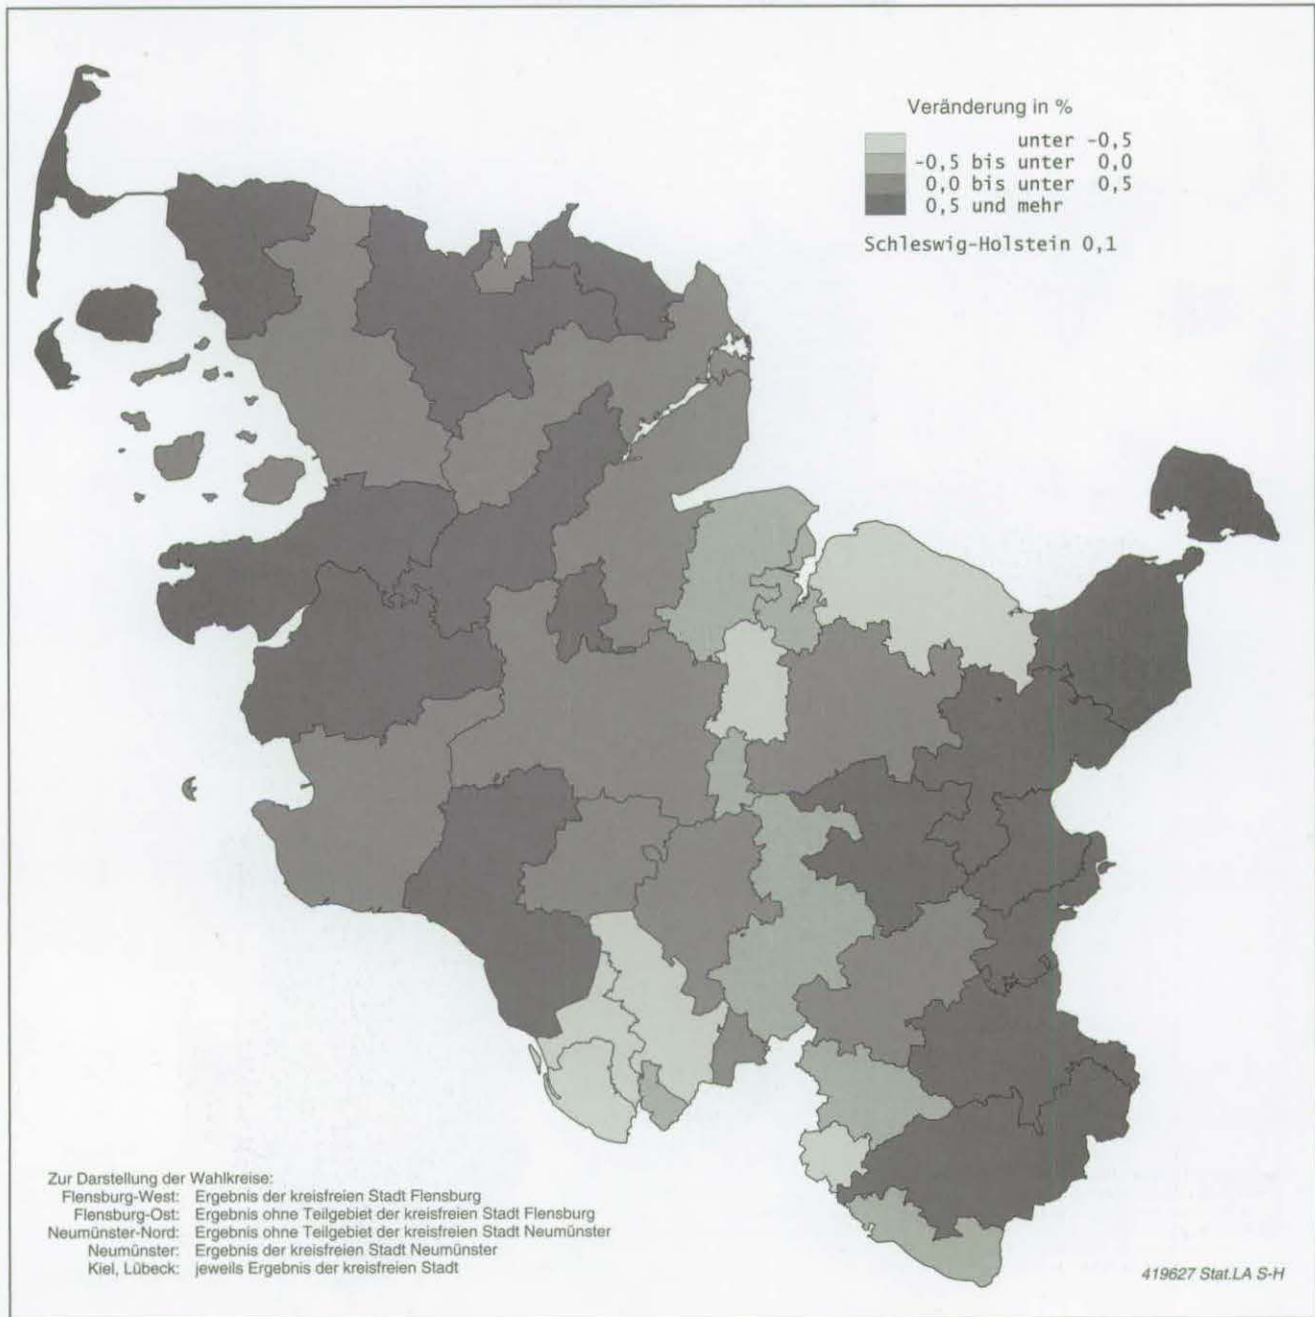 Veränderung in %
unter -0,5
-0,5 bis unter 0,0
0,0 bis unter 0,5
0,5 und mehr
Schleswig-Holstein 0,1
Zur Darstellung der Wahlkreise:
Flensburg-West: Ergebnis der kreisfreien Stadt Flensburg
Flensburg-Ost: Ergebnis ohne Teilgebiet der kreisfreien Stadt Flensburg
Neumünster-Nord: Ergebnis ohne Teilgebiet der kreisfreien Stadt Neumünster
Neumünster: Ergebnis der kreisfreien Stadt Neumünster
Kiel, Lübeck: jeweils Ergebnis der kreisfreien Stadt
419627 Stat.LA S-H